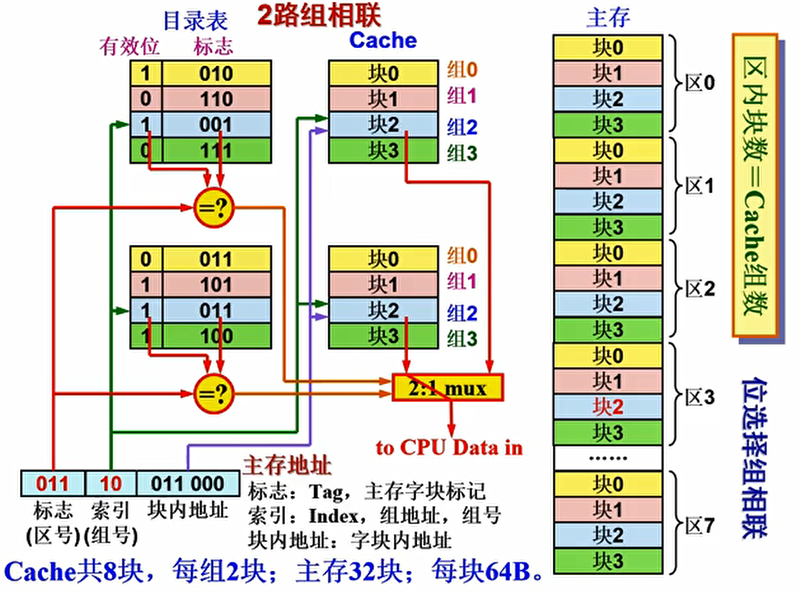 2路组相联
目录表
有效位 标志
1 010
0 110
1 001
0 111
=?
0 011
1 101
1 011
1 100
=?
Cache
块0 组0
块1 组1
块2 组2
块3 组3
块0 组0
块1 组1
块2 组2
块3 组3
2:1 mux
to CPU Data in
主存
块0
块1
块2
块3
区0
块0
块1
块2
块3
区1
块0
块1
块2
块3
区2
块0
块1
块2
块3
区3
......
块0
块1
块2
块3
区7
区内块数=Cache组数
位选择组相联
011 10 011 000
标志 索引 块内地址
(区号) (组号)
主存地址
标志：Tag，主存字块标记
索引：Index，组地址，组号
块内地址：字块内地址
Cache共8块，每组2块；主存32块；每块64B。